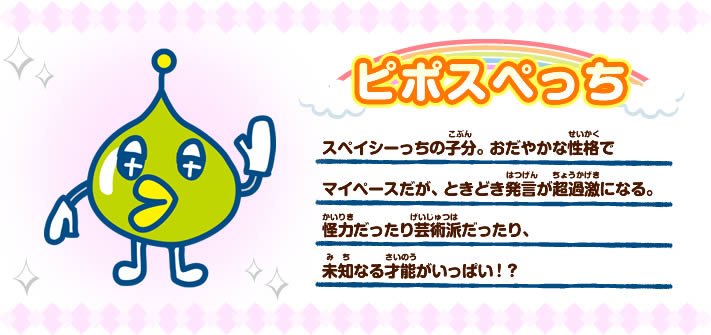 ピポスペっち
スペイシーっちの子分。おだやかな性格で
マイペースだが、ときどき発言が超過激になる。
怪力だったり芸術派だったり、
未知なる才能がいっぱい！？